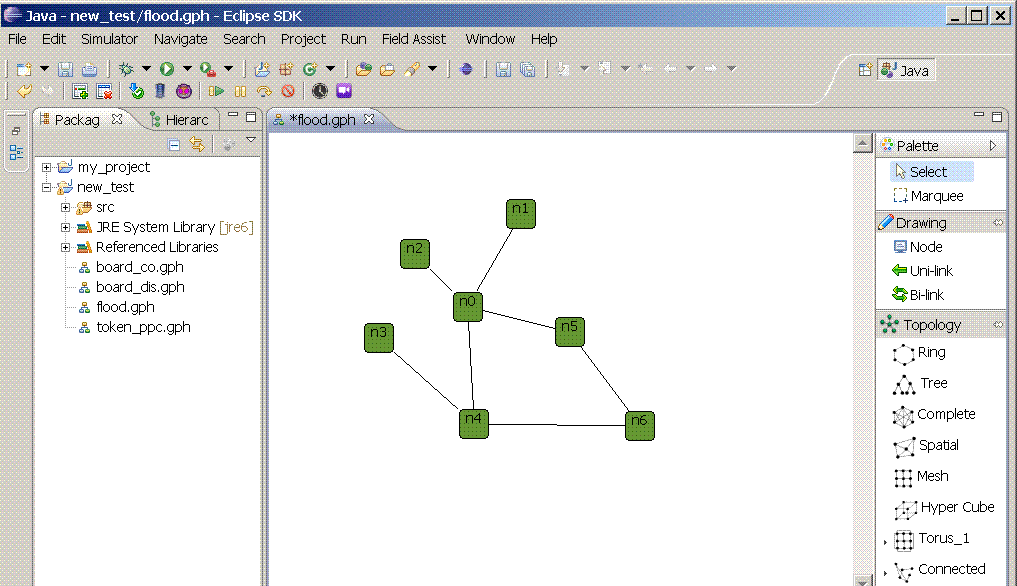 Java - new_test/flood.gph - Eclipse SDK
File Edit Simulator Navigate Search Project Run Field Assist Window Help
Java
Packag
Hierarc
*flood.gph
my_project
new_test
src
JRE System Library [jre6]
Referenced Libraries
board_co.gph
board_dis.gph
flood.gph
token_ppc.gph
n1
n2
n0
n5
n3
n4
n6
Palette
Select
Marquee
Drawing
Node
Uni-link
Bi-link
Topology
Ring
Tree
Complete
Spatial
Mesh
Hyper Cube
Torus_1
Connected